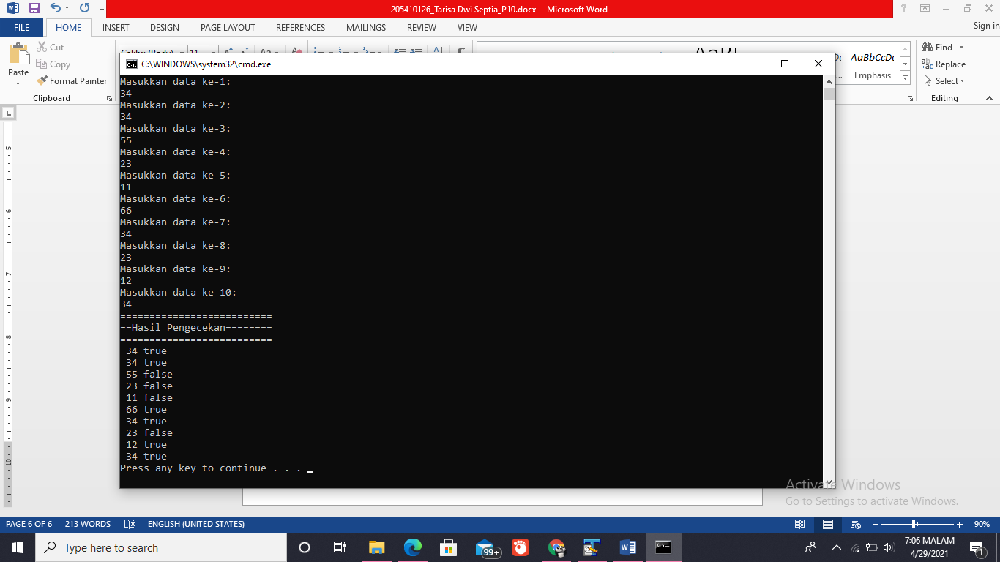 205410126_Tarisa Dwi Septia_P10.docx - Microsoft Word
FILE HOME INSERT DESIGN PAGE LAYOUT REFERENCES MAILINGS REVIEW VIEW
Sign in
Paste
Cut
Copy
Format Painter
Clipboard
Calibri (Body) 11
AaBbCcDc
Emphasis
Find
Replace
Select
Editing
C:\WINDOWS\system32\cmd.exe
Masukkan data ke-1:
34
Masukkan data ke-2:
34
Masukkan data ke-3:
55
Masukkan data ke-4:
23
Masukkan data ke-5:
11
Masukkan data ke-6:
66
Masukkan data ke-7:
34
Masukkan data ke-8:
23
Masukkan data ke-9:
12
Masukkan data ke-10:
34
==========================
==Hasil Pengecekan========
==========================
34 true
34 true
55 false
23 false
11 false
66 true
34 true
23 false
12 true
34 true
Press any key to continue . . .
Activate Windows
Go to Settings to activate Windows.
PAGE 6 OF 6 213 WORDS ENGLISH (UNITED STATES) 90%
Type here to search
99+
7:06 MALAM
4/29/2021
1